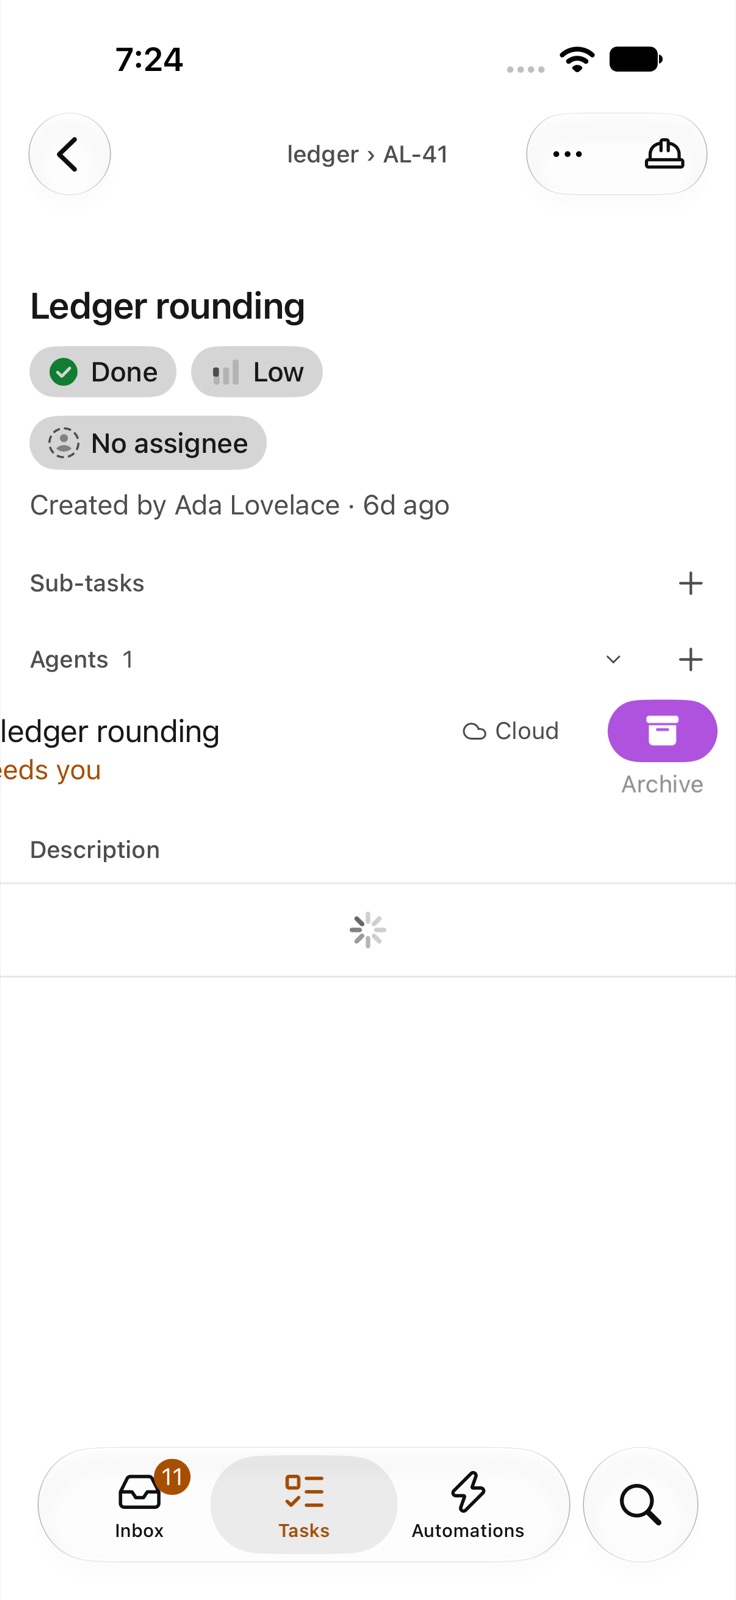 7:24
ledger › AL-41
Ledger rounding
Done
Low
No assignee
Created by Ada Lovelace · 6d ago
Sub-tasks
Agents 1
ledger rounding
Cloud
eeds you
Archive
Description
11
Inbox
Tasks
Automations